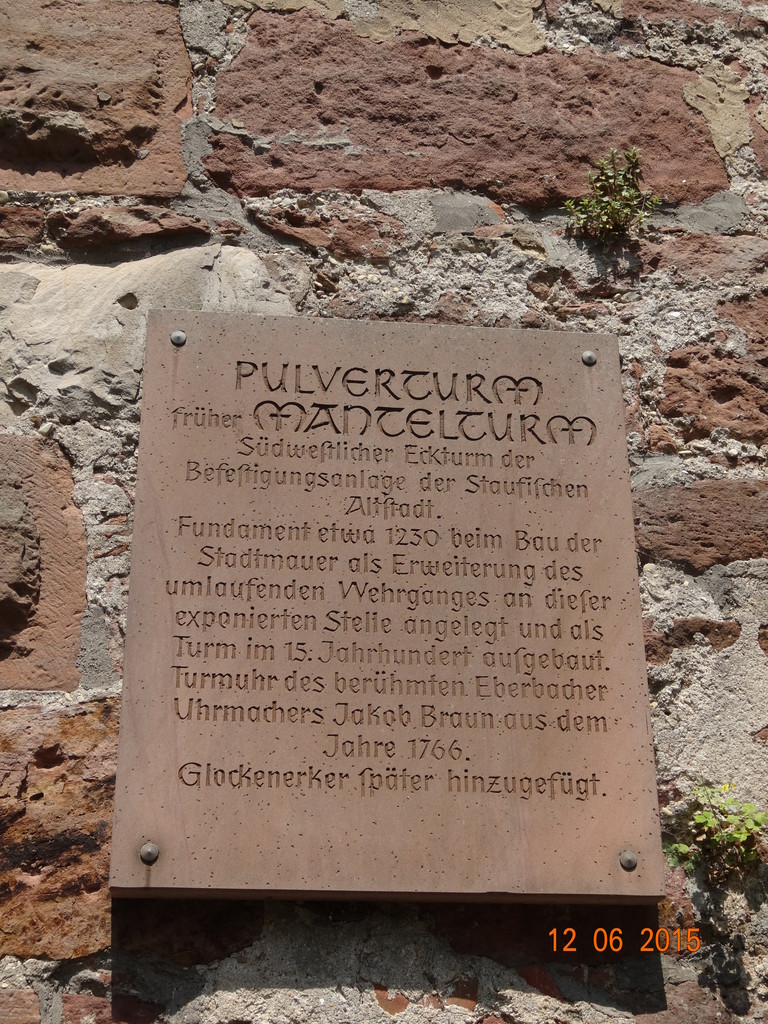 PULVERTURM
früher MANTELTURM
Südweſtlicher Eckturm der
Befeſtigungsanlage der Staufiſchen
Altſtadt.
Fundament etwa 1230 beim Bau der
Stadtmauer als Erweiterung des
umlaufenden Wehrganges an dieſer
exponierten Stelle angelegt und als
Turm im 15. Jahrhundert aufgebaut.
Turmuhr des berühmten Eberbacher
Uhrmachers Jakob Braun aus dem
Jahre 1766.
Glockenerker ſpäter hinzugefügt.
12 06 2015